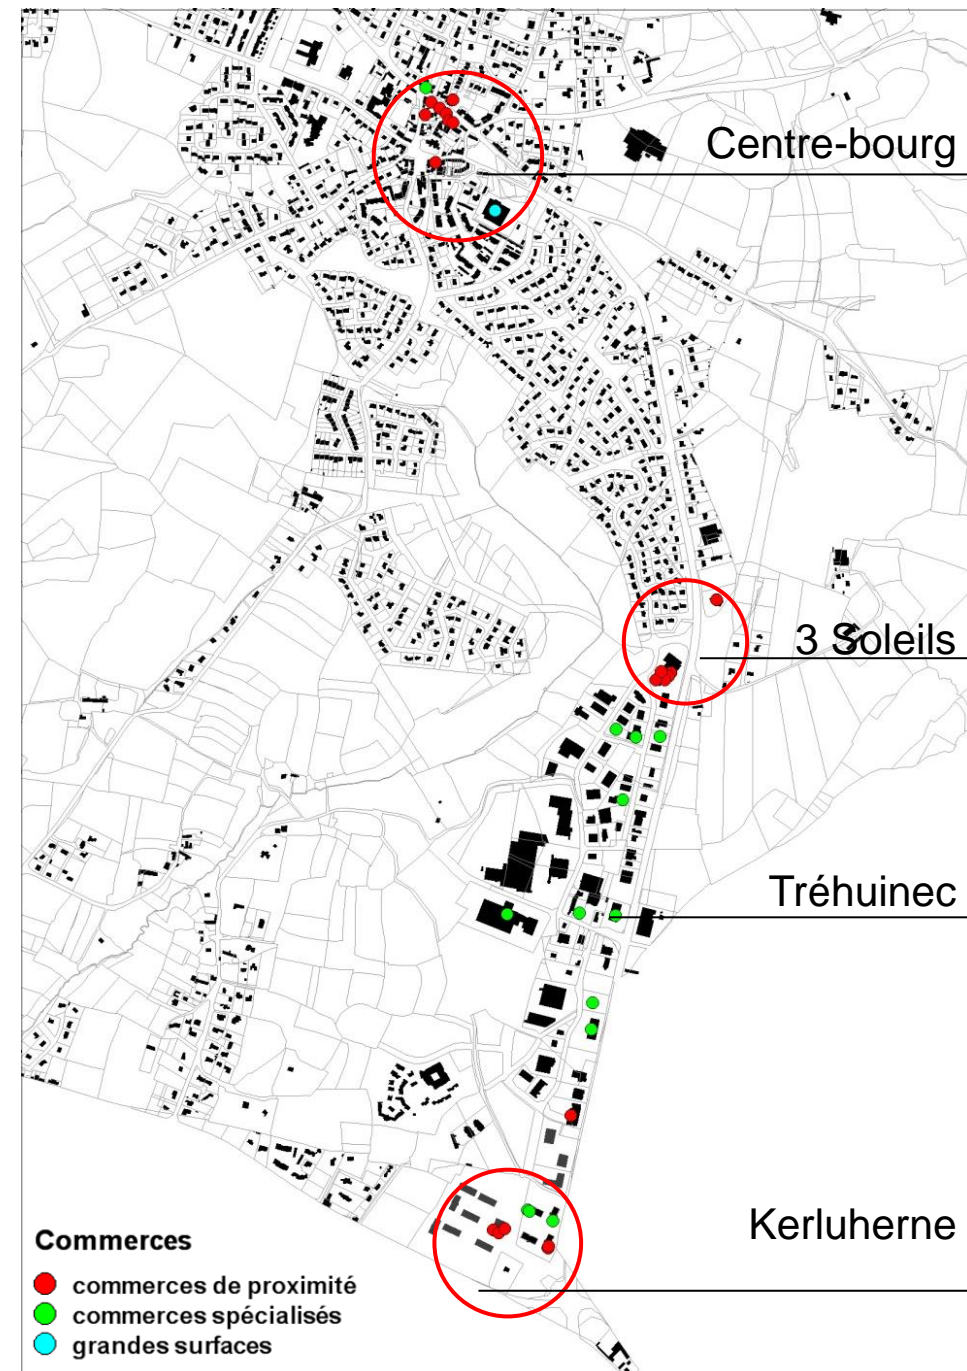 Centre-bourg
3 Soleils
Tréhuinec
Kerluherne
Commerces
commerces de proximité
commerces spécialisés
grandes surfaces